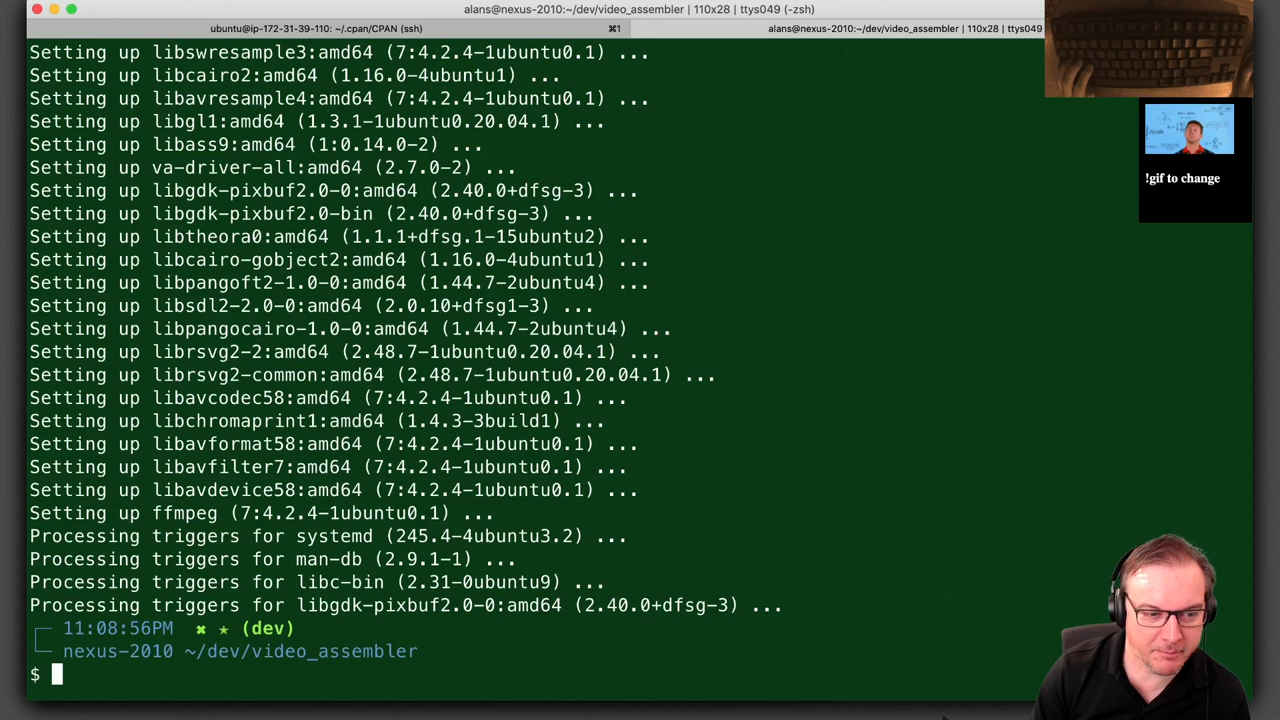 alans@nexus-2010:~/dev/video_assembler | 110x28 | ttys049 (-zsh)
ubuntu@ip-172-31-39-110: ~/.cpan/CPAN (ssh) ⌘1
alans@nexus-2010:~/dev/video_assembler | 110x28 | ttys049
Setting up libswresample3:amd64 (7:4.2.4-1ubuntu0.1) ...
Setting up libcairo2:amd64 (1.16.0-4ubuntu1) ...
Setting up libavresample4:amd64 (7:4.2.4-1ubuntu0.1) ...
Setting up libgl1:amd64 (1.3.1-1ubuntu0.20.04.1) ...
Setting up libass9:amd64 (1:0.14.0-2) ...
Setting up va-driver-all:amd64 (2.7.0-2) ...
Setting up libgdk-pixbuf2.0-0:amd64 (2.40.0+dfsg-3) ...
Setting up libgdk-pixbuf2.0-bin (2.40.0+dfsg-3) ...
Setting up libtheora0:amd64 (1.1.1+dfsg.1-15ubuntu2) ...
Setting up libcairo-gobject2:amd64 (1.16.0-4ubuntu1) ...
Setting up libpangoft2-1.0-0:amd64 (1.44.7-2ubuntu4) ...
Setting up libsdl2-2.0-0:amd64 (2.0.10+dfsg1-3) ...
Setting up libpangocairo-1.0-0:amd64 (1.44.7-2ubuntu4) ...
Setting up librsvg2-2:amd64 (2.48.7-1ubuntu0.20.04.1) ...
Setting up librsvg2-common:amd64 (2.48.7-1ubuntu0.20.04.1) ...
Setting up libavcodec58:amd64 (7:4.2.4-1ubuntu0.1) ...
Setting up libchromaprint1:amd64 (1.4.3-3build1) ...
Setting up libavformat58:amd64 (7:4.2.4-1ubuntu0.1) ...
Setting up libavfilter7:amd64 (7:4.2.4-1ubuntu0.1) ...
Setting up libavdevice58:amd64 (7:4.2.4-1ubuntu0.1) ...
Setting up ffmpeg (7:4.2.4-1ubuntu0.1) ...
Processing triggers for systemd (245.4-4ubuntu3.2) ...
Processing triggers for man-db (2.9.1-1) ...
Processing triggers for libc-bin (2.31-0ubuntu9) ...
Processing triggers for libgdk-pixbuf2.0-0:amd64 (2.40.0+dfsg-3) ...
11:08:56PM ✖ ★ (dev)
nexus-2010 ~/dev/video_assembler
$
!gif to change